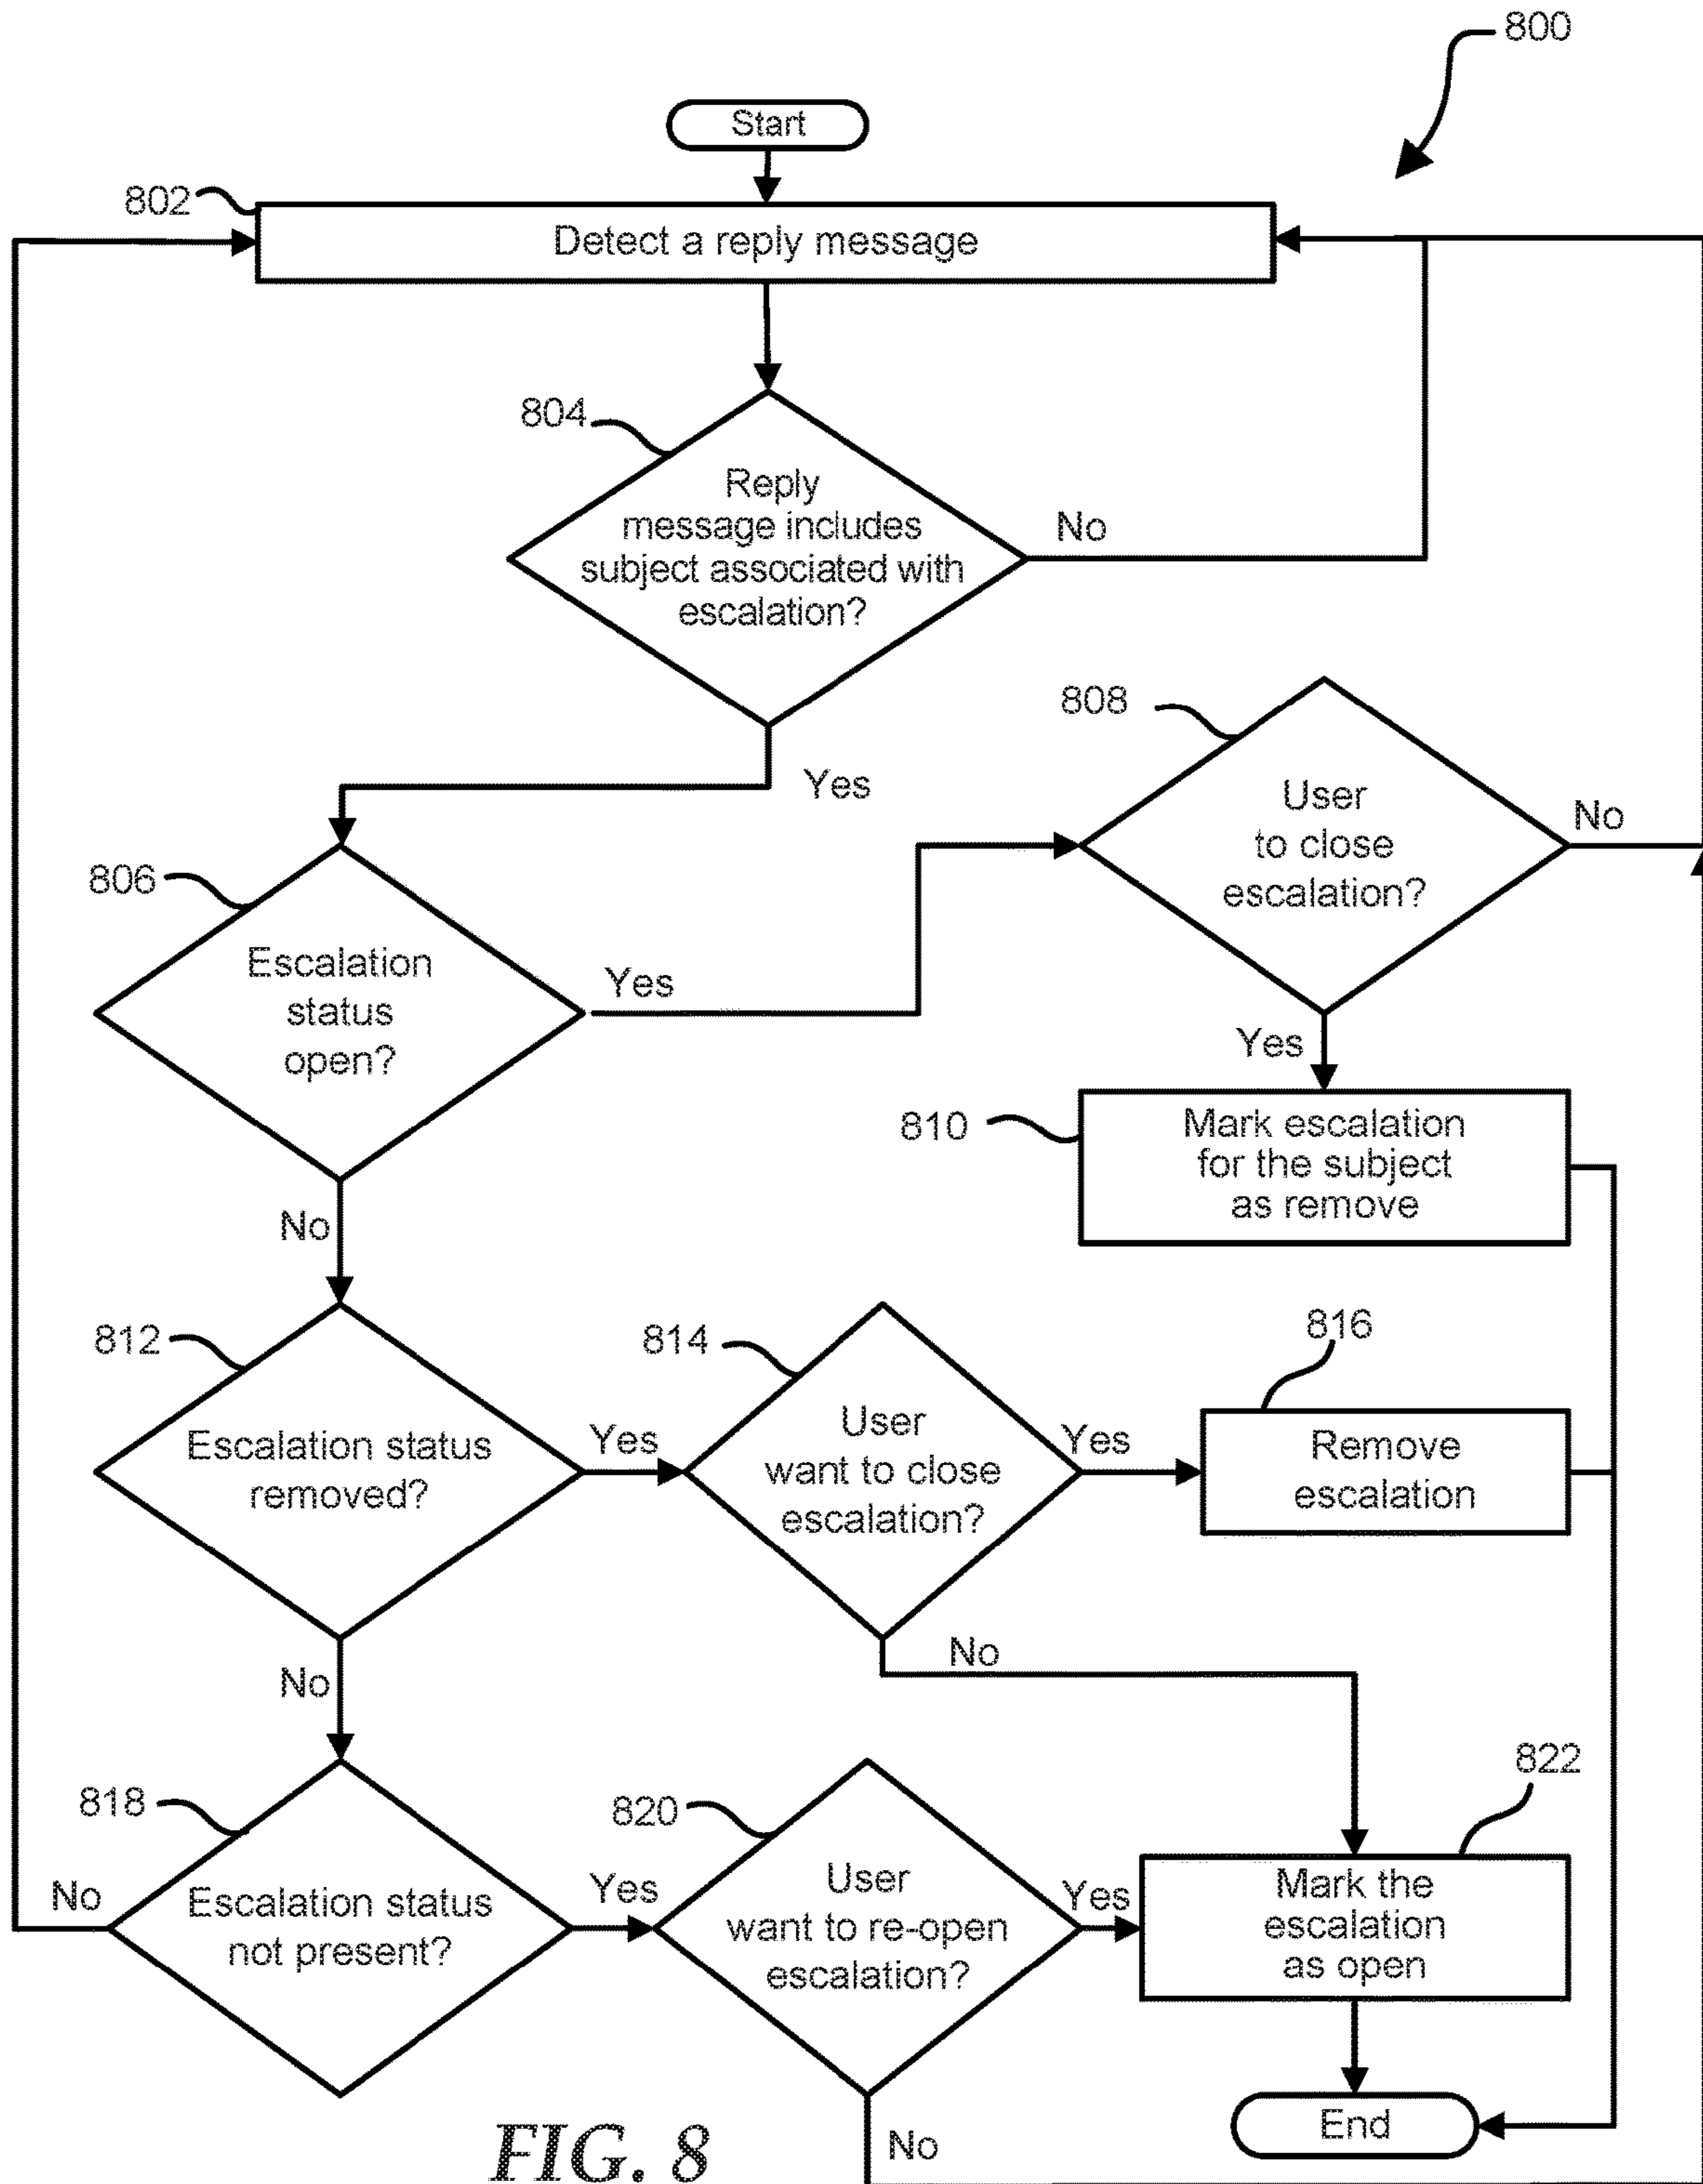 800
Start
802
Detect a reply message
804
Reply
message includes
subject associated with
escalation?
No
Yes
808
User
to close
escalation?
No
806
Escalation
status
open?
Yes
Yes
810
Mark escalation
for the subject
as remove
No
812
Escalation status
removed?
Yes
814
User
want to close
escalation?
Yes
816
Remove
escalation
No
No
818
Escalation status
not present?
No
Yes
820
User
want to re-open
escalation?
Yes
822
Mark the
escalation
as open
No
End
FIG. 8